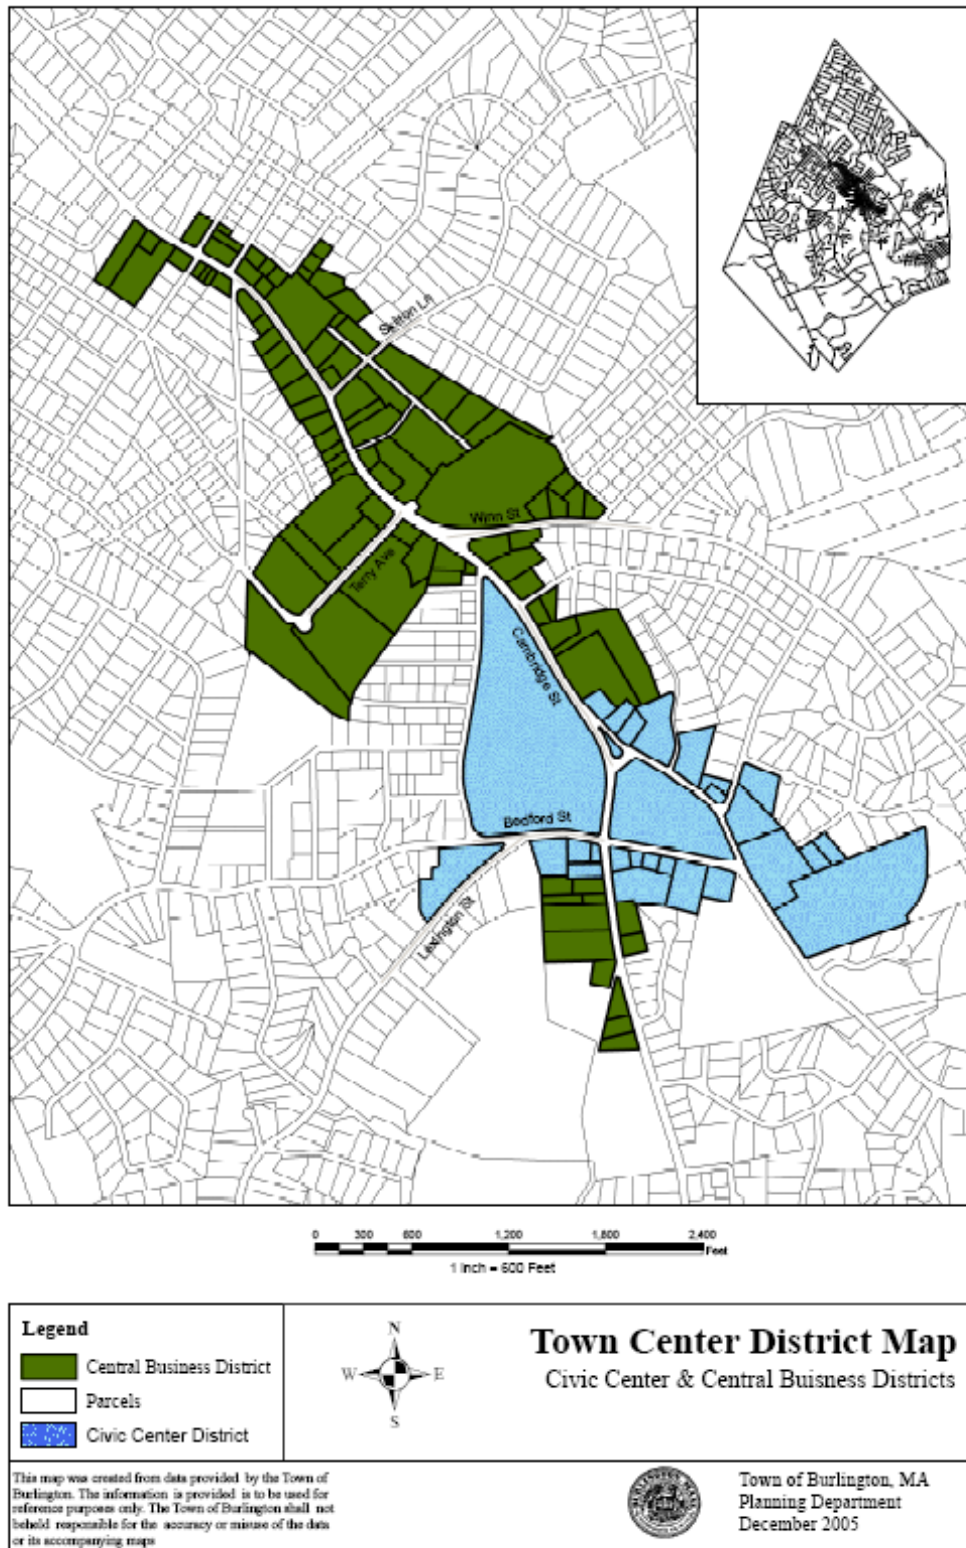 Skilton LA
Winn St
Terry Ave
Cambridge St
Bedford St
Lexington St
0 300 600 1,200 1,800 2,400
Feet
1 Inch = 600 Feet
Legend
Central Business District
Parcels
Civic Center District
N
W E
S
Town Center District Map
Civic Center & Central Buisness Districts
This map was created from data provided by the Town of
Burlington. The information is provided is to be used for
reference purposes only. The Town of Burlington shall not
beheld responsible for the accuracy or misuse of the data
or its accompanying maps
Town of Burlington, MA
Planning Department
December 2005